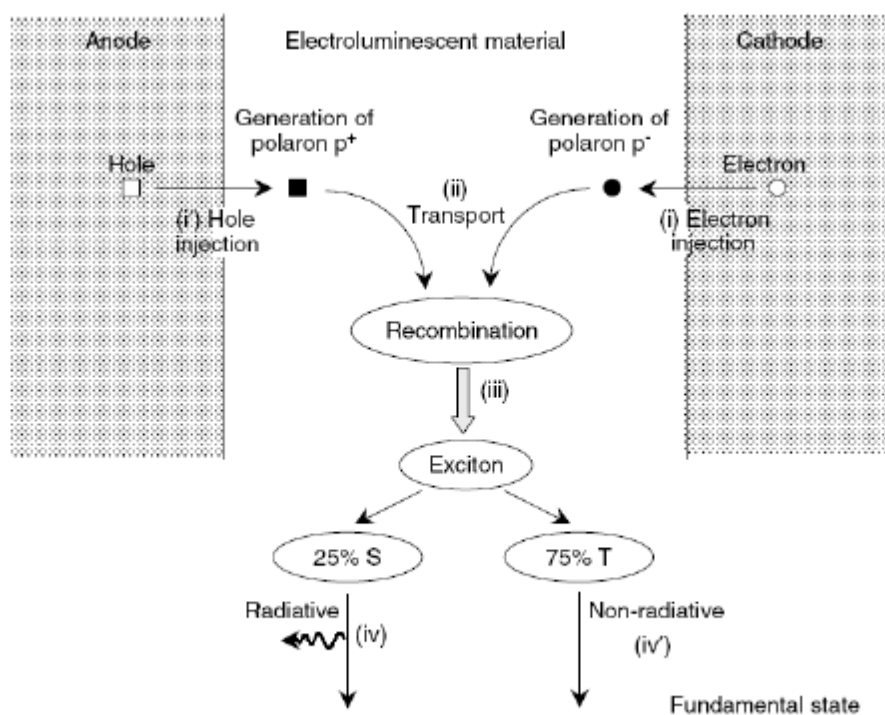 Anode
Electroluminescent material
Cathode
Generation of
polaron p⁺
Generation of
polaron p⁻
Hole
Electron
(i') Hole
injection
(ii)
Transport
(i) Electron
injection
Recombination
(iii)
Exciton
25% S
75% T
Radiative
(iv)
Non-radiative
(iv')
Fundamental state